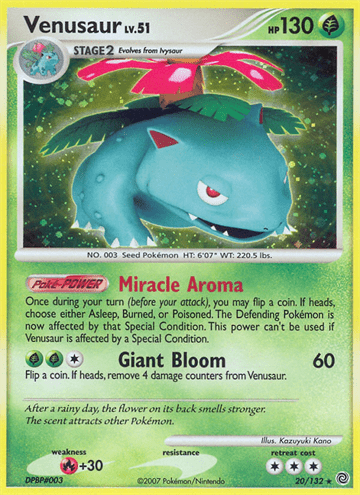 Venusaur LV.51 HP 130
STAGE2 Evolves from Ivysaur
NO. 003 Seed Pokémon HT: 6'07" WT: 220.5 lbs.
Poké-POWER Miracle Aroma
Once during your turn (before your attack), you may flip a coin. If heads,
choose either Asleep, Burned, or Poisoned. The Defending Pokémon is
now affected by that Special Condition. This power can't be used if
Venusaur is affected by a Special Condition.
Giant Bloom 60
Flip a coin. If heads, remove 4 damage counters from Venusaur.
After a rainy day, the flower on its back smells stronger.
The scent attracts other Pokémon.
Illus. Kazuyuki Kano
weakness resistance retreat cost
+30
DPBP#003 ©2007 Pokémon/Nintendo 20/132 ★